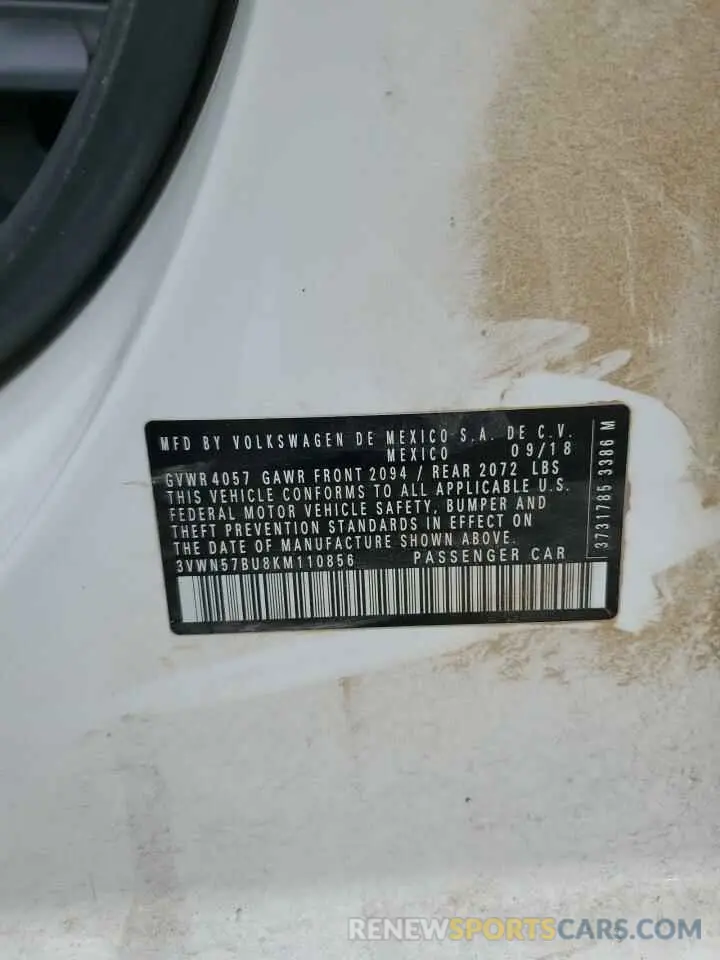 MFD BY VOLKSWAGEN DE MEXICO S.A. DE C.V.
MEXICO 09/18
GVWR 4057 GAWR FRONT 2094 / REAR 2072 LBS
THIS VEHICLE CONFORMS TO ALL APPLICABLE U.S.
FEDERAL MOTOR VEHICLE SAFETY, BUMPER AND
THEFT PREVENTION STANDARDS IN EFFECT ON
THE DATE OF MANUFACTURE SHOWN ABOVE.
3VWN57BU8KM110856 PASSENGER CAR
3731785 3386 M
RENEWSPORTSCARS.COM